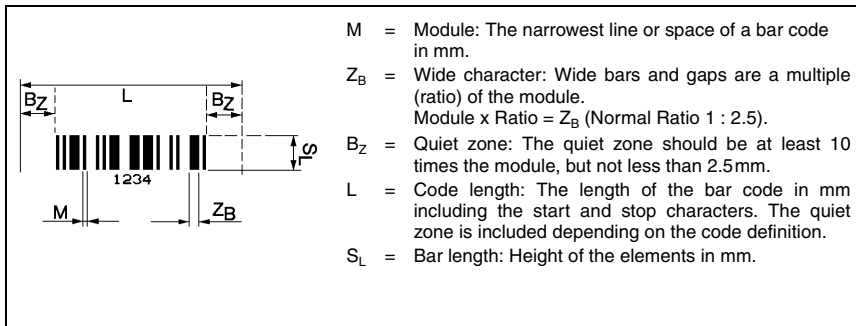 L
BZ
BZ
SL
1234
M
ZB
M = Module: The narrowest line or space of a bar code
in mm.
ZB = Wide character: Wide bars and gaps are a multiple
(ratio) of the module.
Module x Ratio = ZB (Normal Ratio 1 : 2.5).
BZ = Quiet zone: The quiet zone should be at least 10
times the module, but not less than 2.5mm.
L = Code length: The length of the bar code in mm
including the start and stop characters. The quiet
zone is included depending on the code definition.
SL = Bar length: Height of the elements in mm.